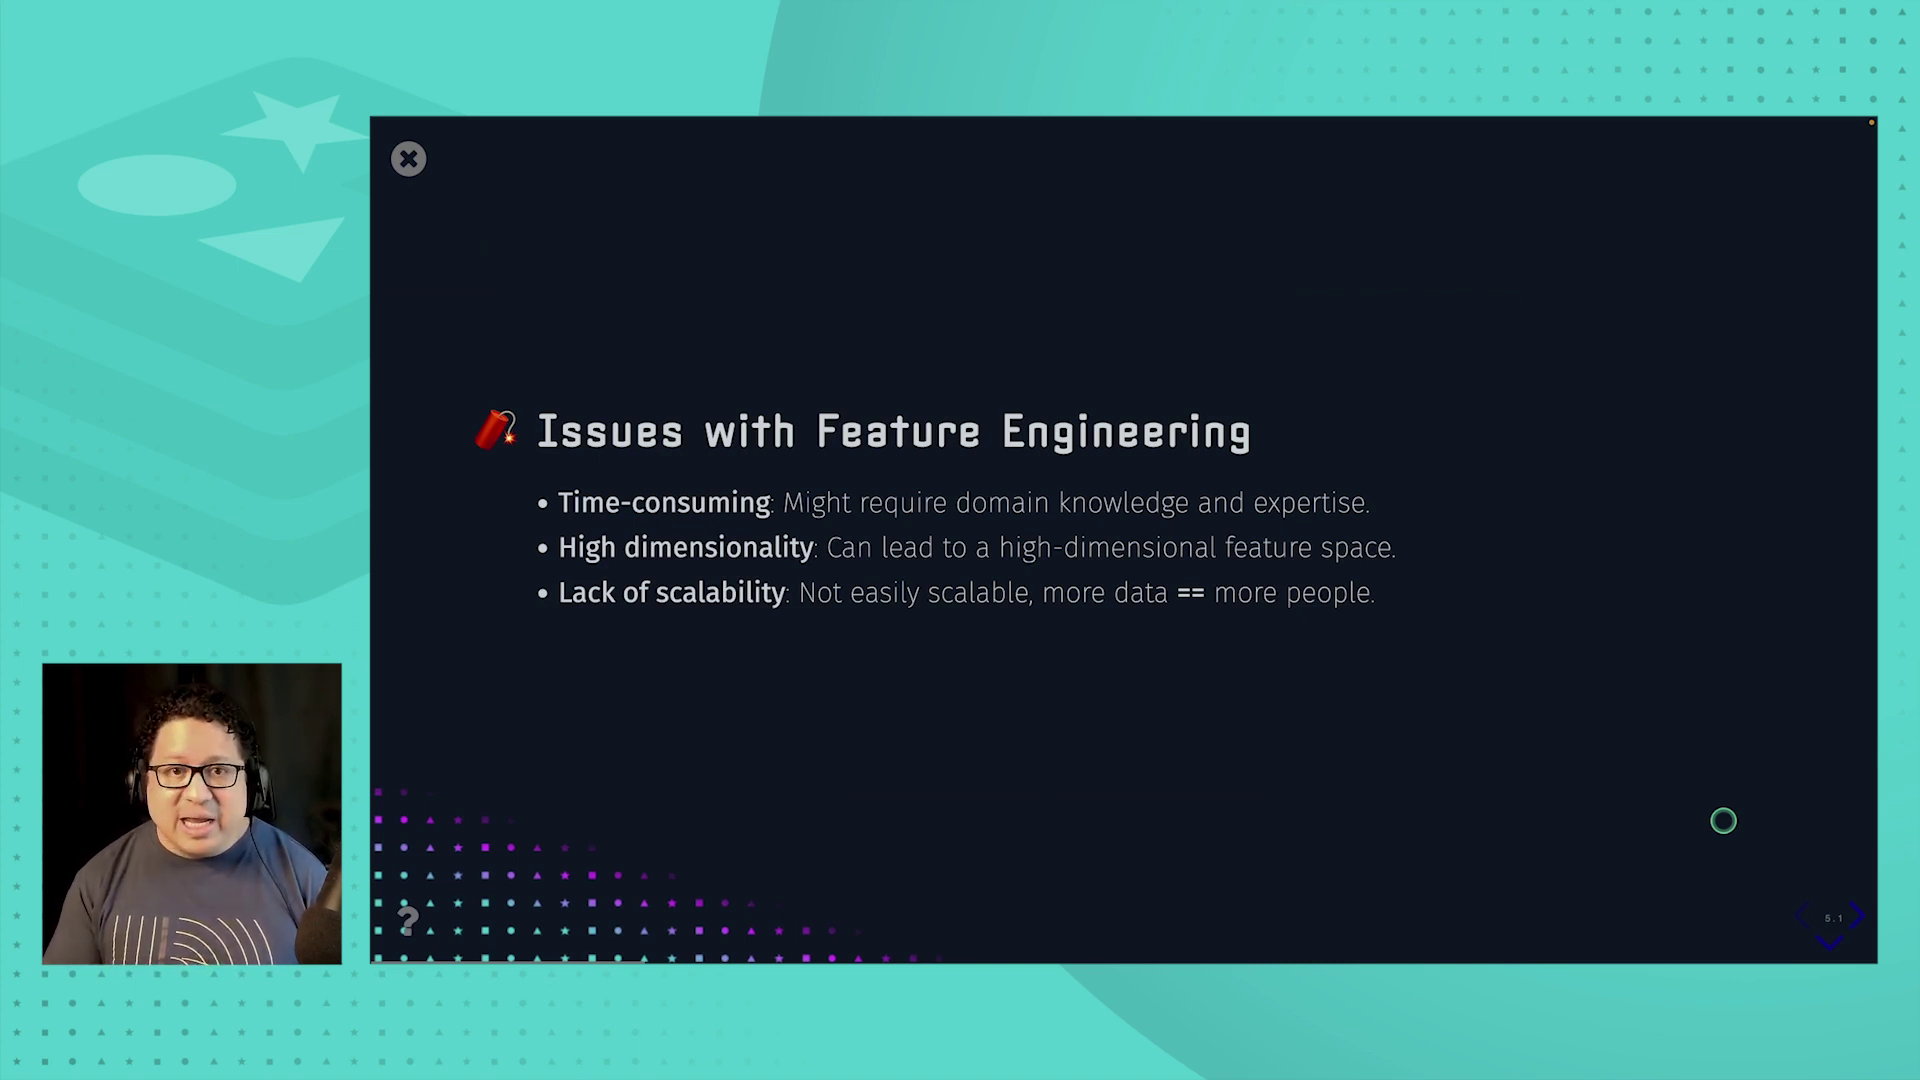 Issues with Feature Engineering
• Time-consuming: Might require domain knowledge and expertise.
• High dimensionality: Can lead to a high-dimensional feature space.
• Lack of scalability: Not easily scalable, more data == more people.
?
5.1